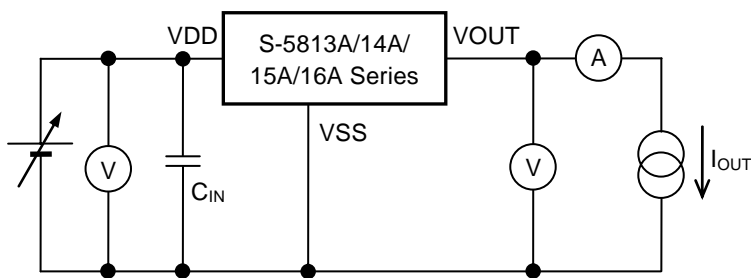 VDD
S-5813A/14A/
15A/16A Series
VOUT
A
VSS
V
CIN
V
IOUT